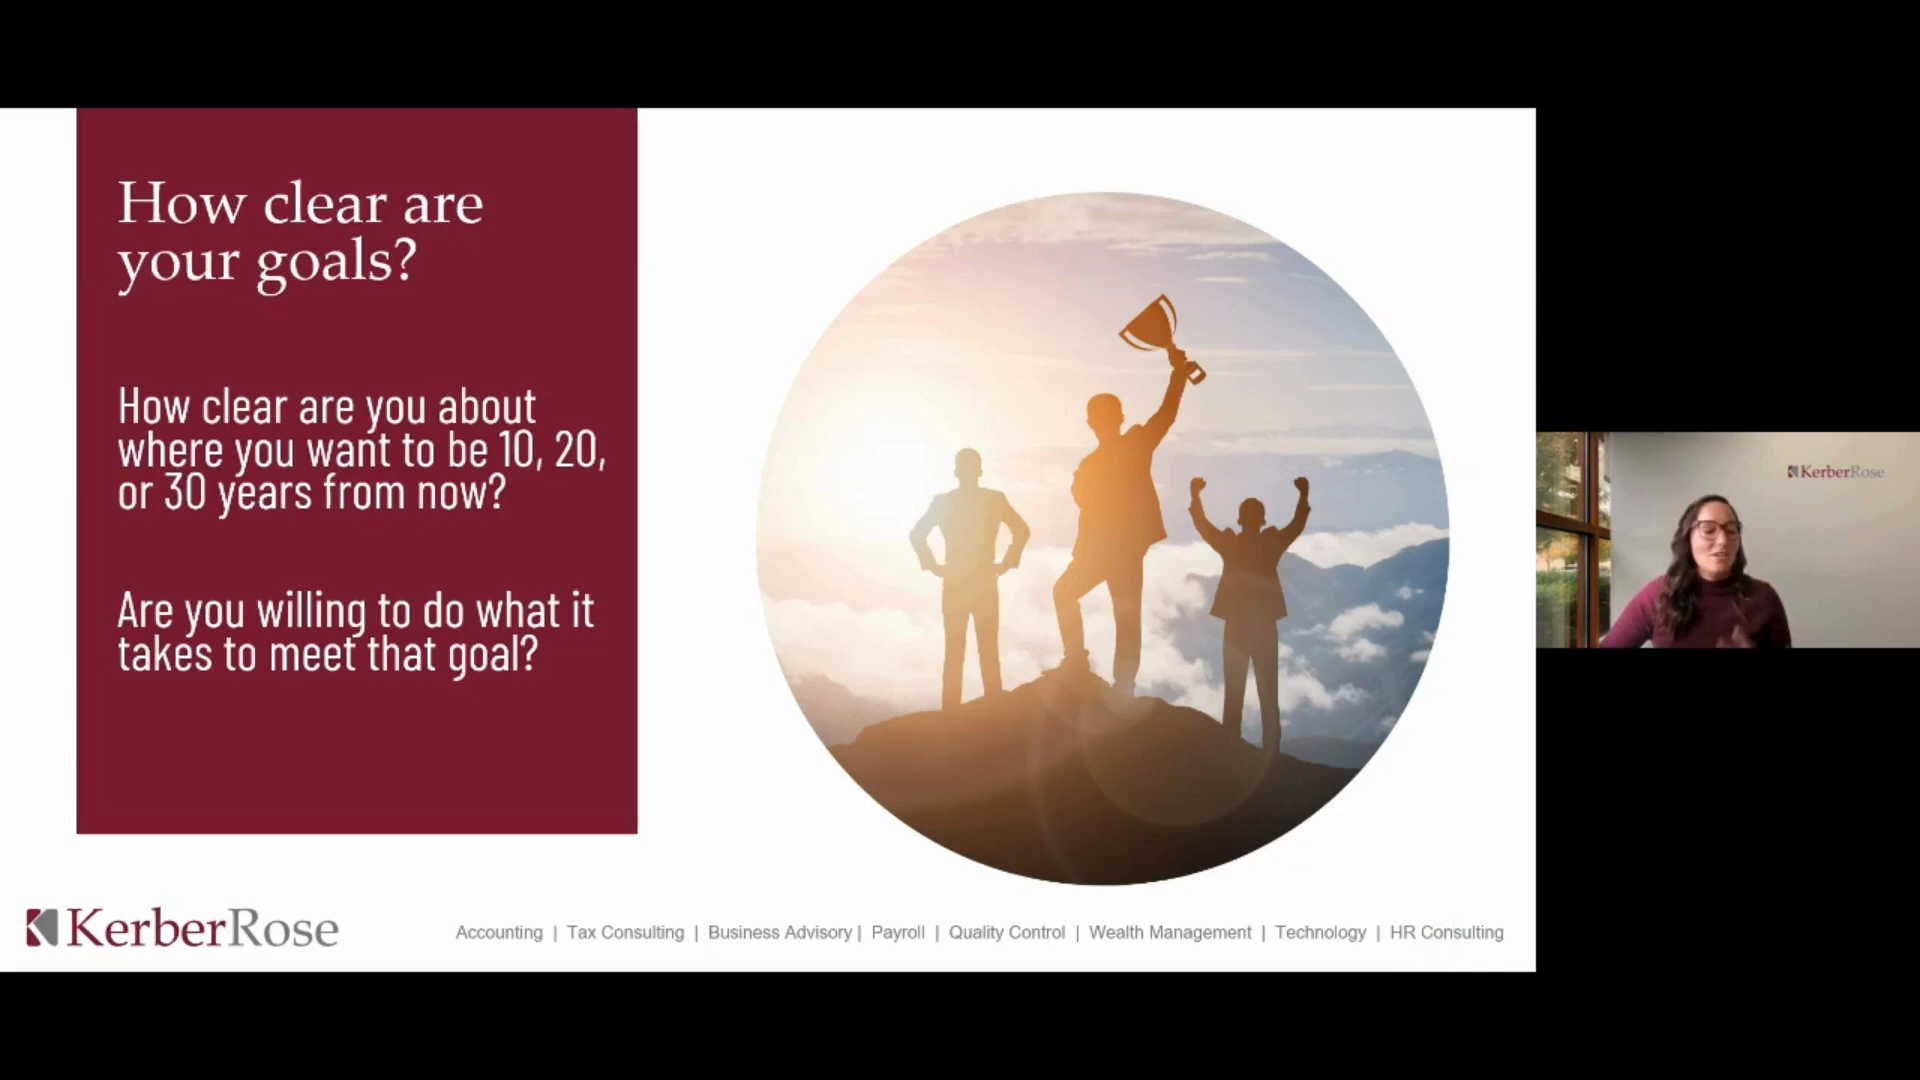 How clear are
your goals?
How clear are you about
where you want to be 10, 20,
or 30 years from now?
Are you willing to do what it
takes to meet that goal?
KerberRose
KerberRose
Accounting | Tax Consulting | Business Advisory | Payroll | Quality Control | Wealth Management | Technology | HR Consulting